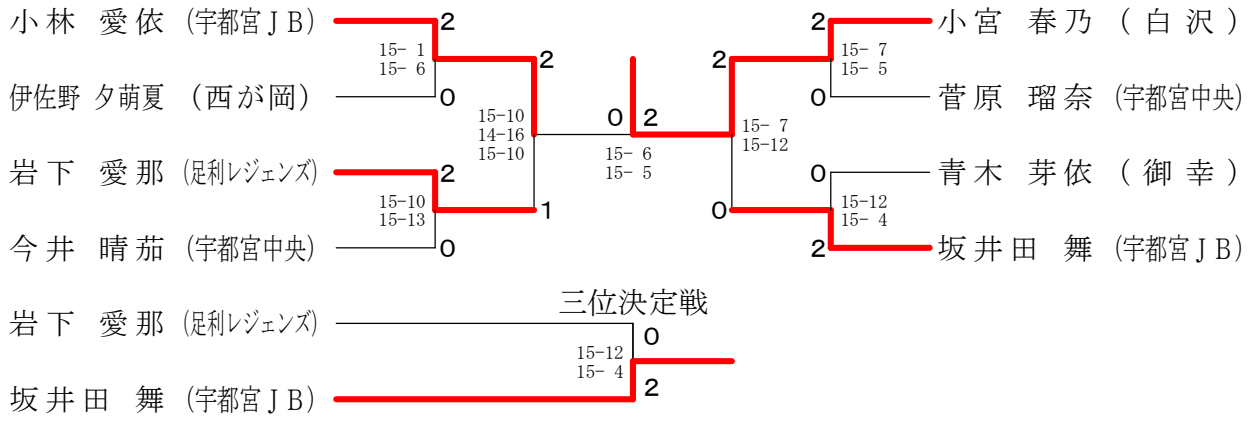 小林 愛依 (宇都宮ＪＢ) 2 2 小宮 春乃 ( 白 沢 )
15- 1 15- 7
15- 6 2 2 15- 5
伊佐野 夕萌夏 (西が岡) 0 0 菅原 瑠奈 (宇都宮中央)
15-10 0 2 15- 7
14-16 15-12
15-10 15- 6
15- 5
岩下 愛那 (足利レジェンズ) 2 0 青木 芽依 ( 御 幸 )
15-10 1 0 15-12
15-13 15- 4
今井 晴茄 (宇都宮中央) 0 2 坂井田 舞 (宇都宮ＪＢ)
三位決定戦
岩下 愛那 (足利レジェンズ) 0
15-12
15- 4
坂井田 舞 (宇都宮ＪＢ) 2